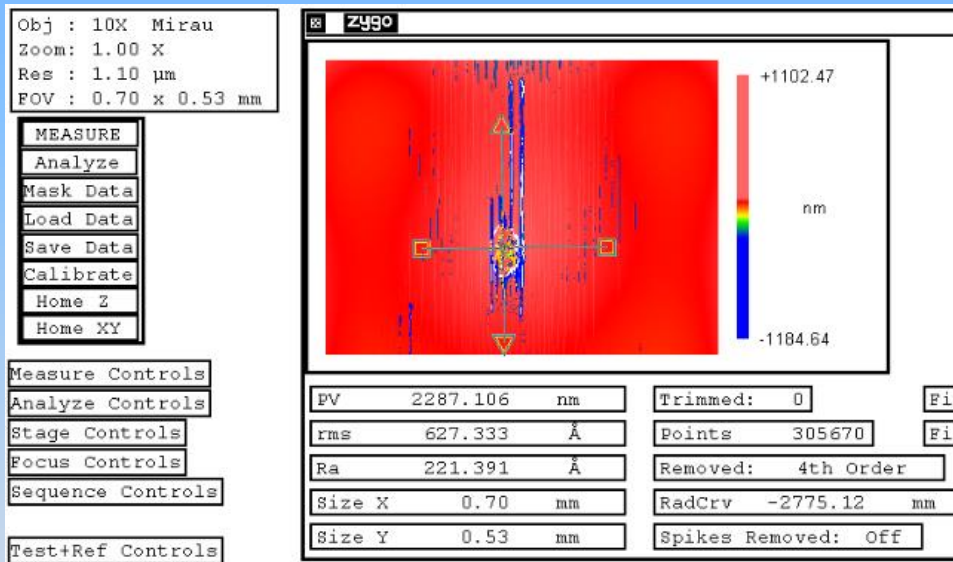 Obj : 10X Mirau
Zoom: 1.00 X
Res : 1.10 µm
FOV : 0.70 x 0.53 mm
MEASURE
Analyze
Mask Data
Load Data
Save Data
Calibrate
Home Z
Home XY
Measure Controls
Analyze Controls
Stage Controls
Focus Controls
Sequence Controls
Test+Ref Controls
zygo
+1102.47
nm
-1184.64
PV 2287.106 nm
rms 627.333 Å
Ra 221.391 Å
Size X 0.70 mm
Size Y 0.53 mm
Trimmed: 0
Points 305670
Removed: 4th Order
RadCrv -2775.12 mm
Spikes Removed: Off
Fi
Fi